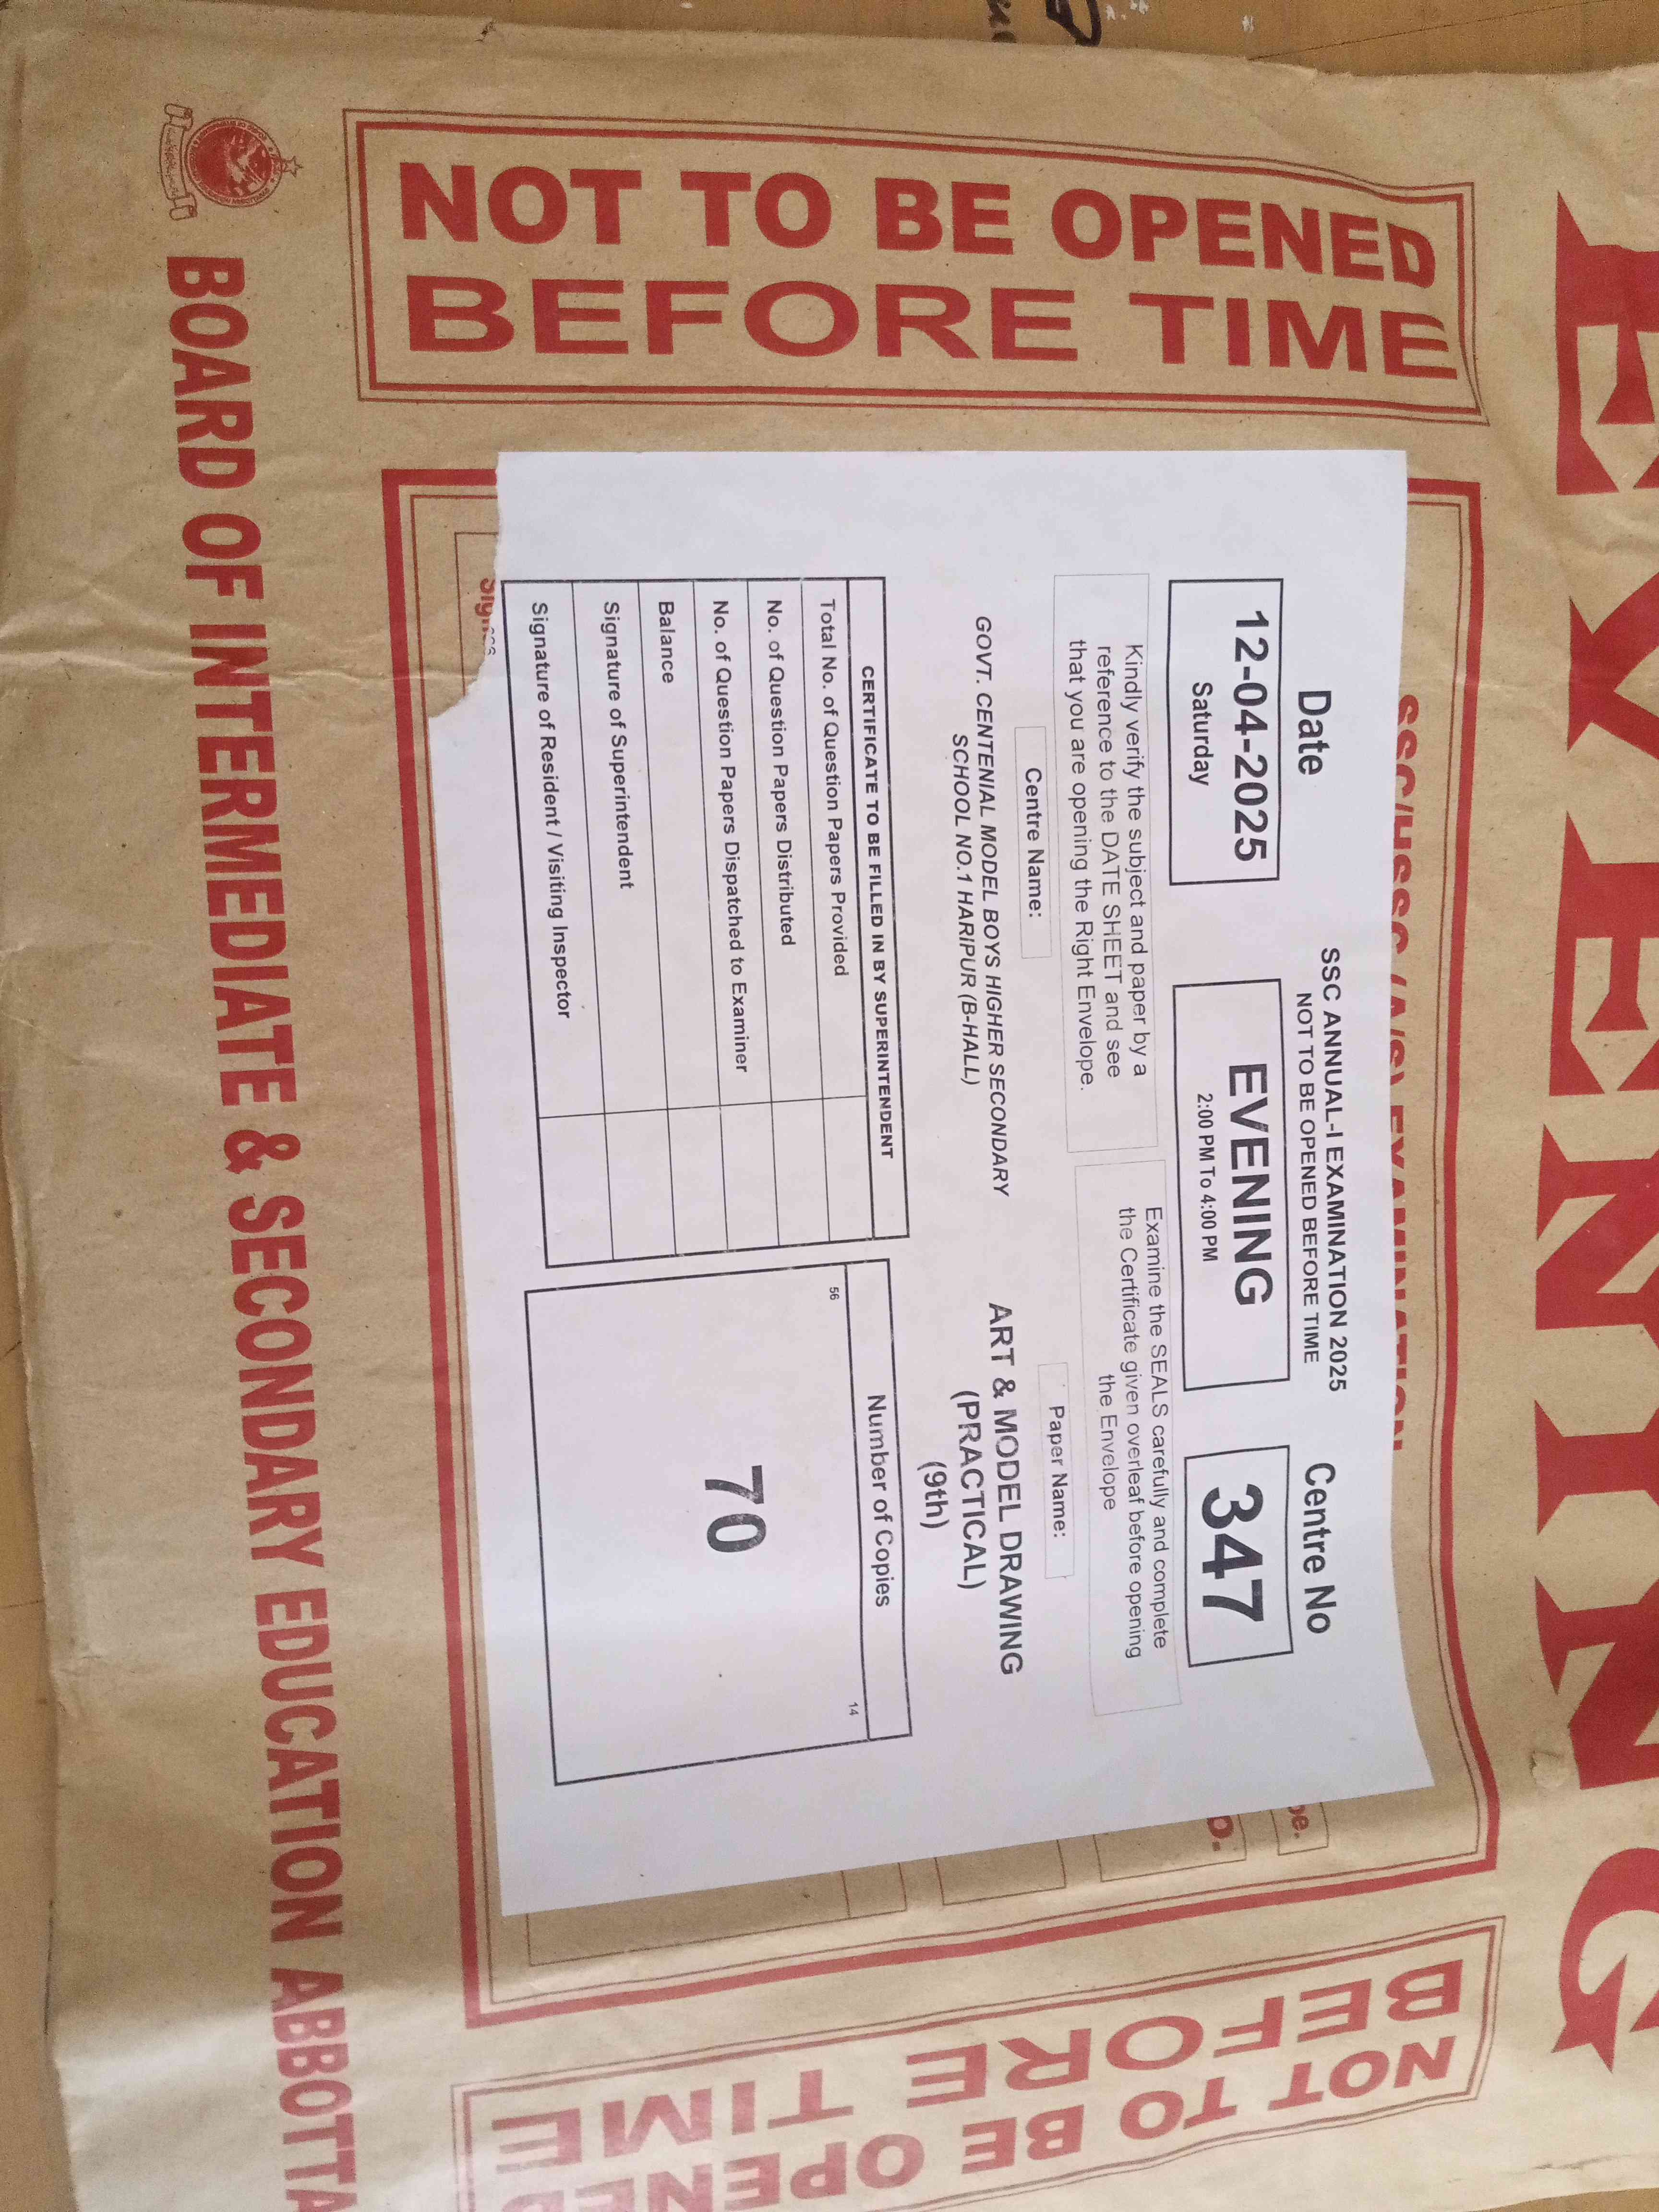 EVENING
SSC/HSSC (A/S) EXAMINATION
NOT TO BE OPENED
BEFORE TIME
SSC ANNUAL-I EXAMINATION 2025
NOT TO BE OPENED BEFORE TIME
Date
Centre No
12-04-2025
Saturday
EVENING
2:00 PM To 4:00 PM
347
Kindly verify the subject and paper by a
reference to the DATE SHEET and see
that you are opening the Right Envelope.
Examine the SEALS carefully and complete
the Certificate given overleaf before opening
the Envelope
Centre Name:
Paper Name:
GOVT. CENTENIAL MODEL BOYS HIGHER SECONDARY
SCHOOL NO.1 HARIPUR (B-HALL)
ART & MODEL DRAWING
(PRACTICAL)
(9th)
CERTIFICATE TO BE FILLED IN BY SUPERINTENDENT
Total No. of Question Papers Provided
No. of Question Papers Distributed
No. of Question Papers Dispatched to Examiner
Balance
Signature of Superintendent
Signature of Resident / Visiting Inspector
Number of Copies
56
14
70
NOT TO BE OPENED
BEFORE TIME
BOARD OF INTERMEDIATE & SECONDARY EDUCATION ABBOTTA